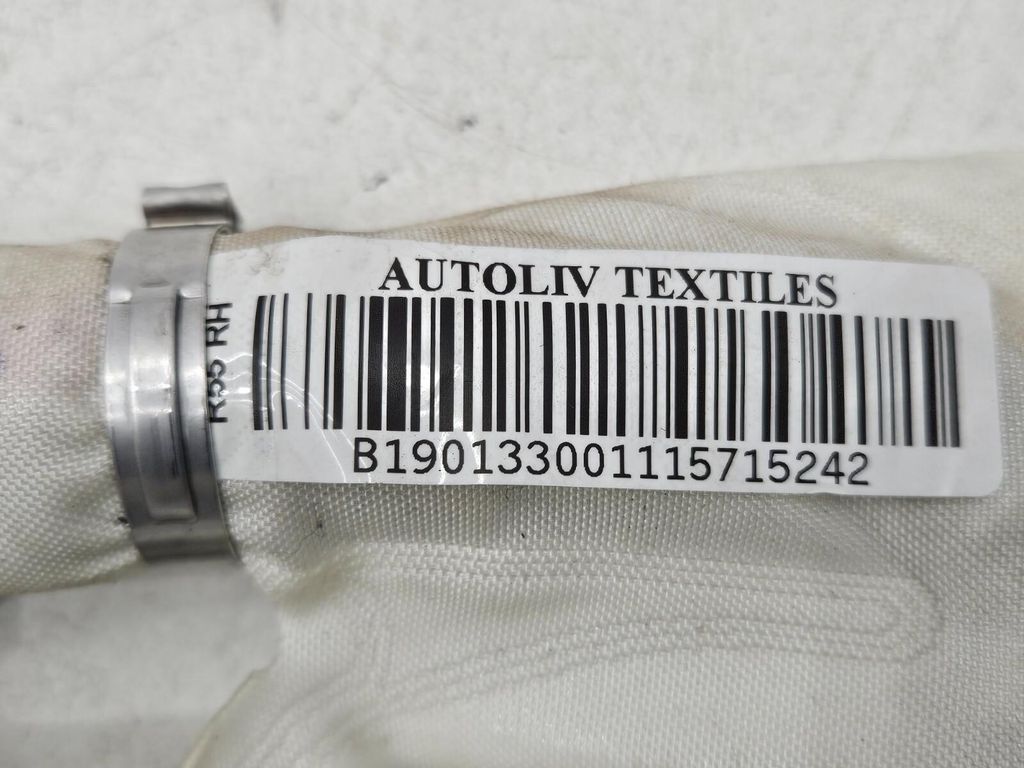 AUTOLIV TEXTILES
R55 RH
B190133001115715242